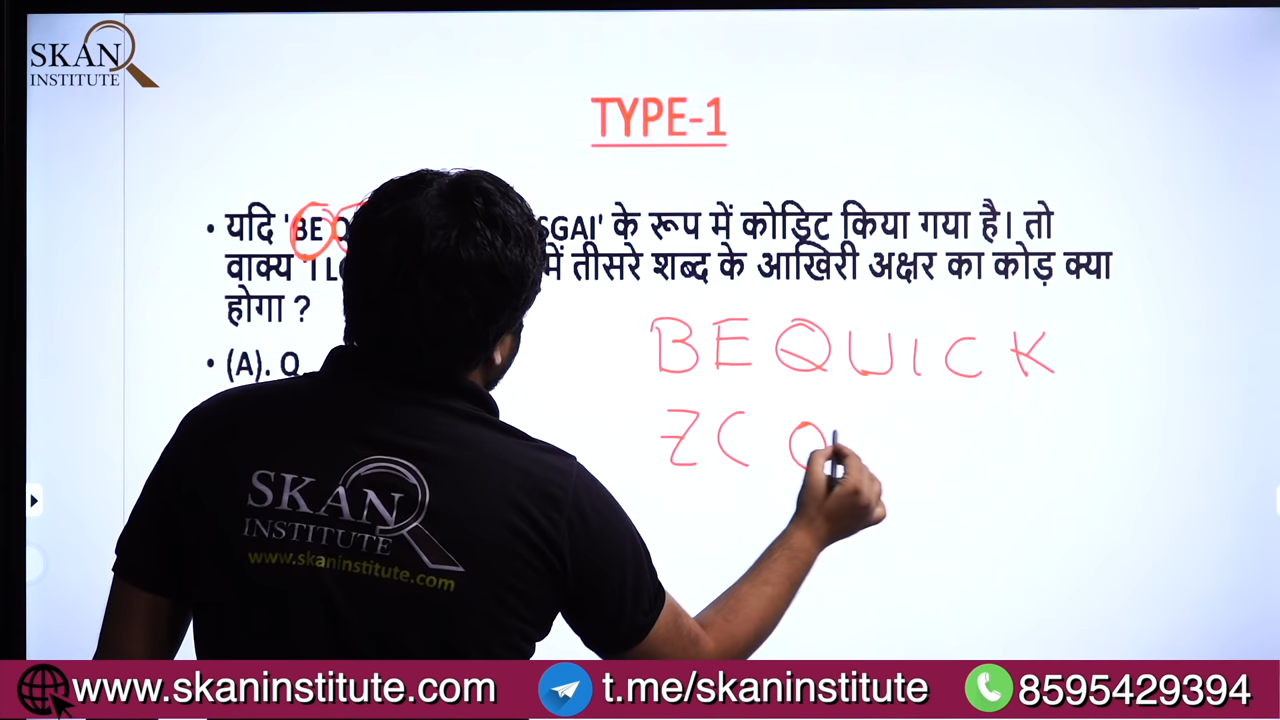 SKAN
INSTITUTE
TYPE-1
• यदि 'BE SGAI' के रूप में कोड़िट किया गया है। तो
वाक्य 'I में तीसरे शब्द के आखिरी अक्षर का कोड़ क्या
होगा ?
BEQUICK
• (A). Q
ZC
SKAN
INSTITUTE
www.skaninstitute.com
www.skaninstitute.com t.me/skaninstitute 8595429394